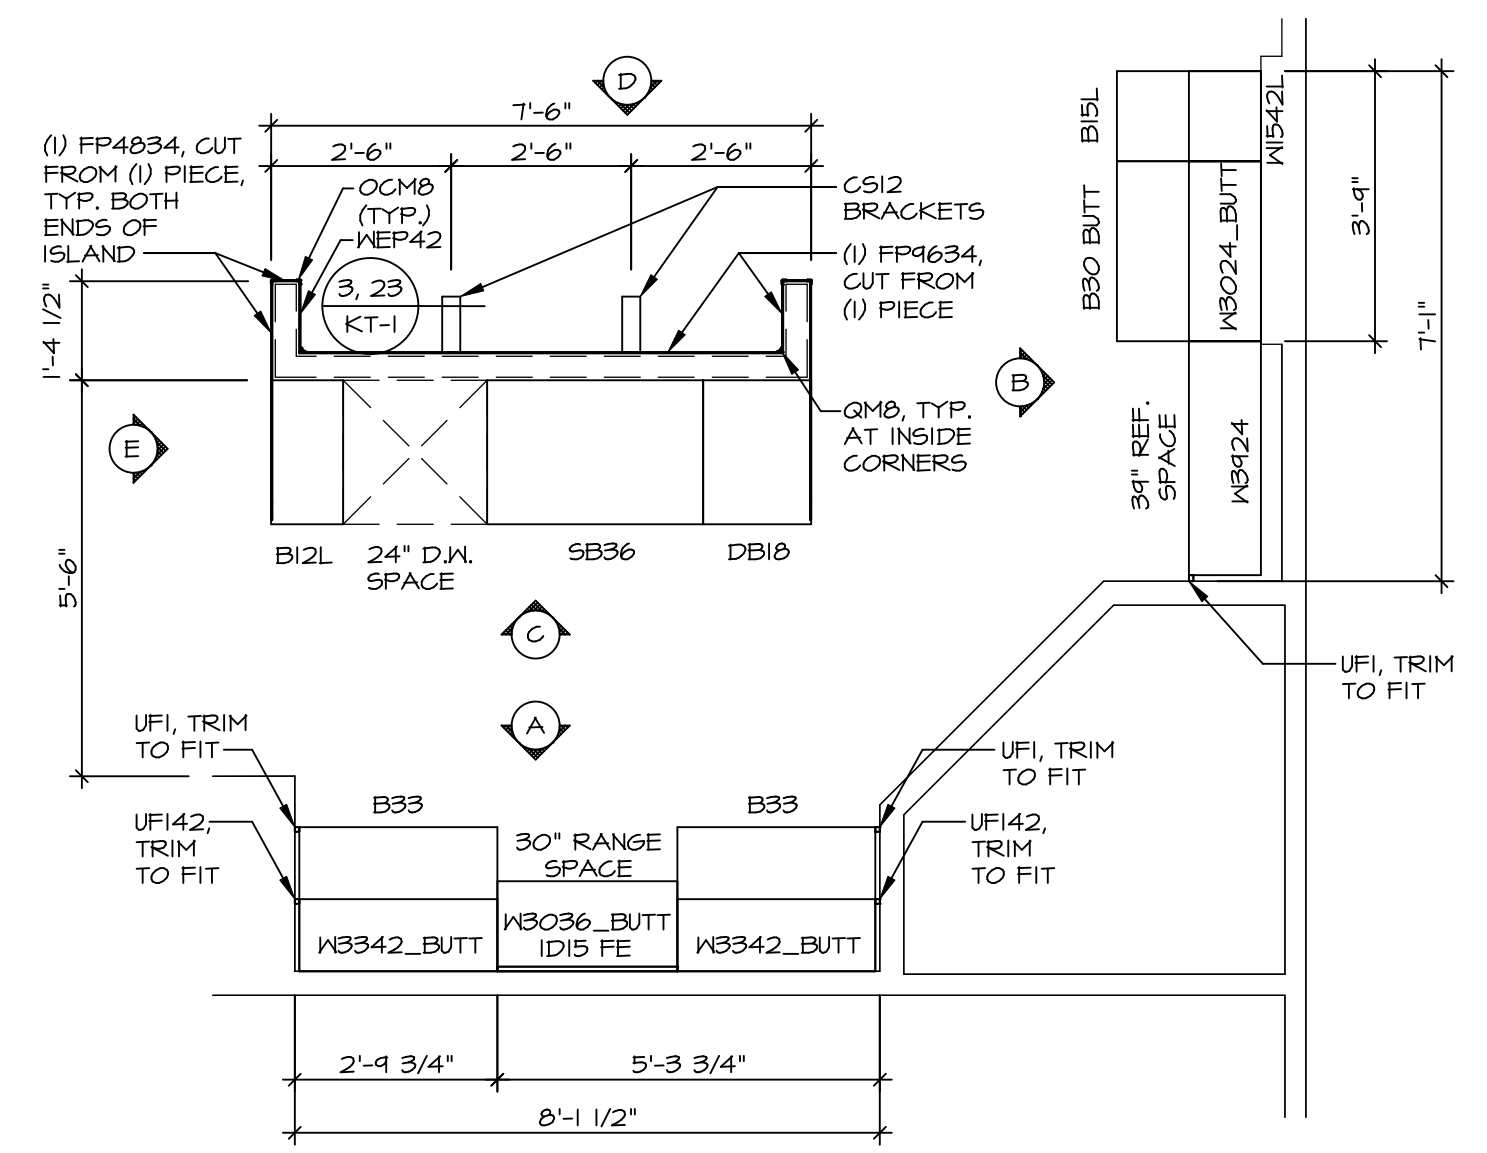 D
7'-6"
2'-6"
2'-6"
2'-6"
(1) FP4834, CUT
FROM (1) PIECE,
TYP. BOTH
ENDS OF
ISLAND
OCM8
(TYP.)
WEP42
3, 23
KT-1
CS12
BRACKETS
(1) FP9634,
CUT FROM
(1) PIECE
QM8, TYP.
AT INSIDE
CORNERS
1'-4 1/2"
5'-6"
E
B
B12L
24" D.W.
SPACE
SB36
DB18
C
A
B15L
W1542L
B30 BUTT
W3024_BUTT
3'-9"
7'-1"
39" REF.
SPACE
W3924
UF1, TRIM
TO FIT
UF1, TRIM
TO FIT
UF142,
TRIM
TO FIT
B33
30" RANGE
SPACE
B33
W3342_BUTT
W3036_BUTT
1D15 FE
W3342_BUTT
UF1, TRIM
TO FIT
UF142,
TRIM
TO FIT
2'-9 3/4"
5'-3 3/4"
8'-1 1/2"